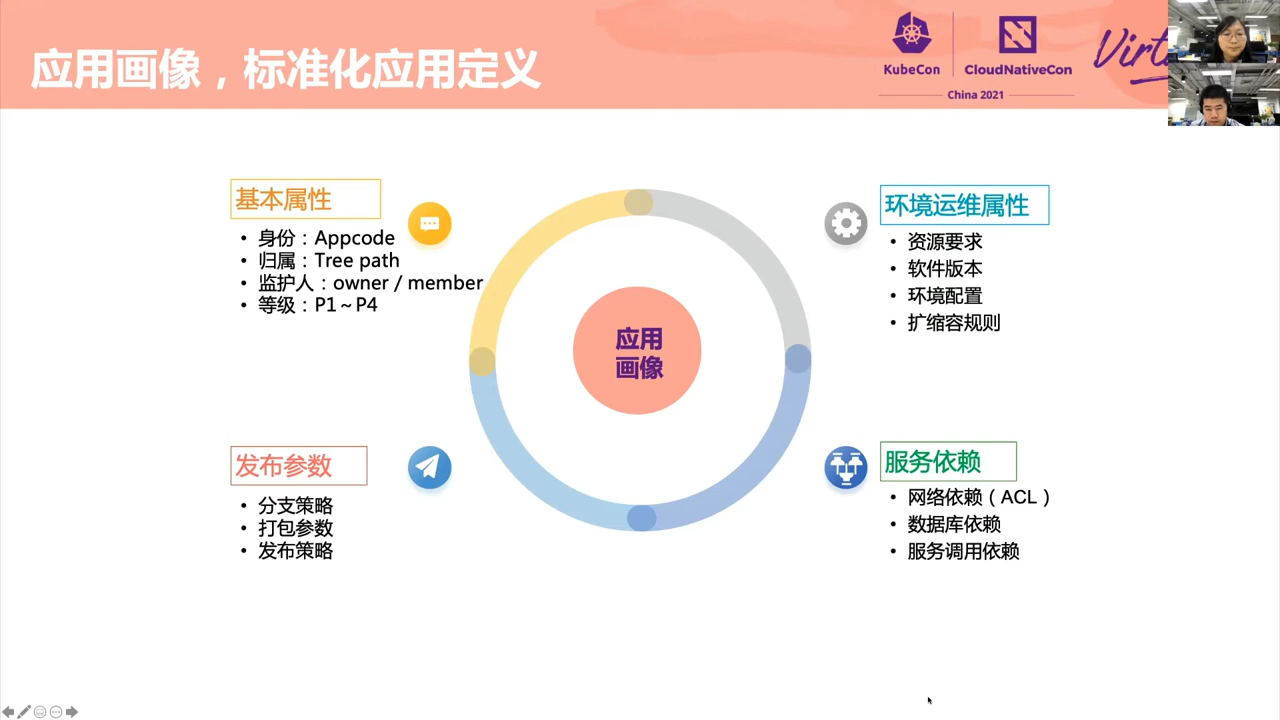 应用画像，标准化应用定义
KubeCon
CloudNativeCon
China 2021
基本属性
• 身份：Appcode
• 归属：Tree path
• 监护人：owner / member
• 等级：P1～P4
环境运维属性
• 资源要求
• 软件版本
• 环境配置
• 扩缩容规则
应用
画像
发布参数
• 分支策略
• 打包参数
• 发布策略
服务依赖
• 网络依赖（ACL ）
• 数据库依赖
• 服务调用依赖